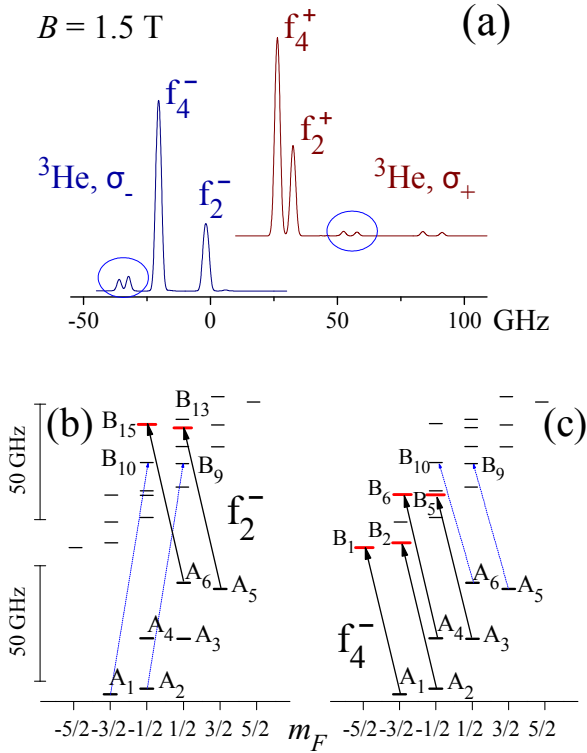 B = 1.5 T
(a)
f₄⁺
f₄⁻
f₂⁺
³He, σ₋
f₂⁻
³He, σ₊
-50 0 50 100 GHz
(b) (c)
50 GHz
50 GHz
B₁₃
B₁₅
B₁₀
B₉
f₂⁻
A₆
A₅
A₄
A₃
A₁
A₂
B₁₀
B₉
B₆
B₅
B₁
B₂
A₆
A₅
f₄⁻
A₄
A₃
A₁
A₂
-5/2 -3/2 -1/2 1/2 3/2 5/2 m_F -5/2 -3/2 -1/2 1/2 3/2 5/2